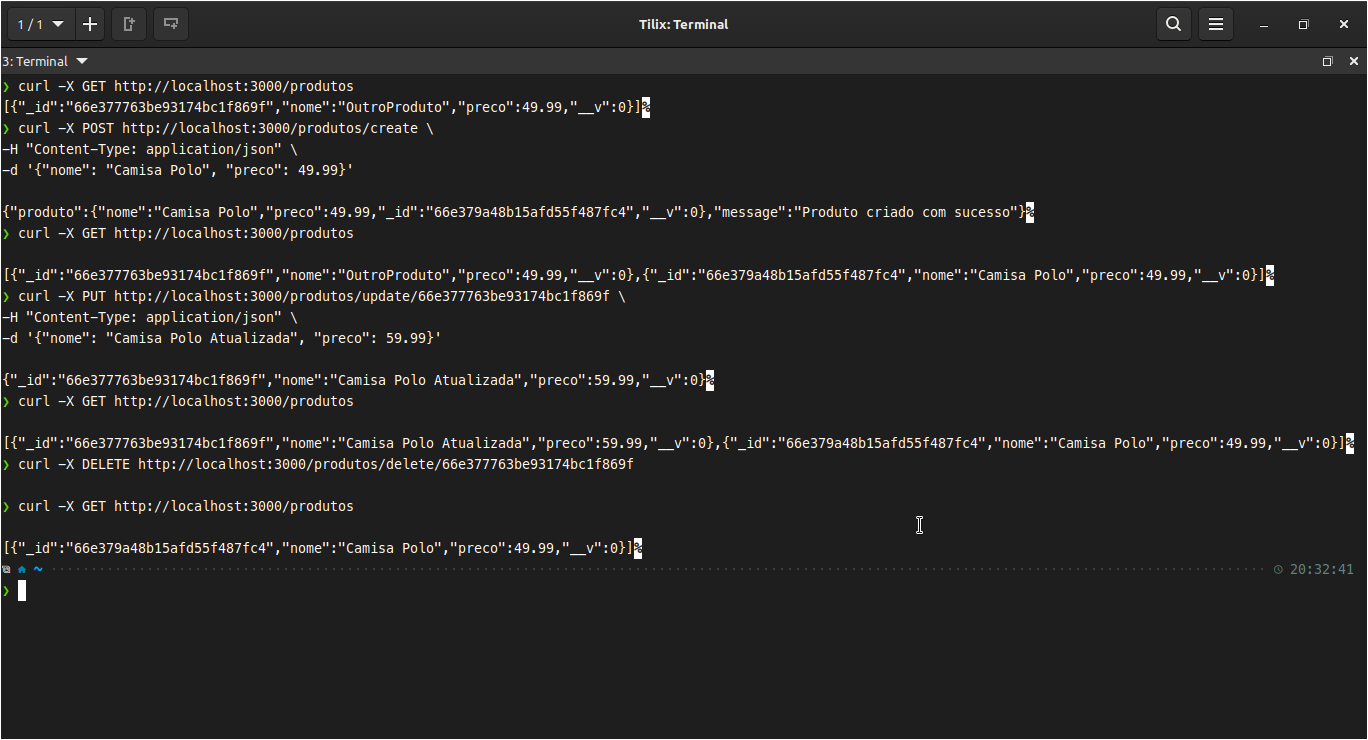 1 / 1
Tilix: Terminal
3: Terminal
❯ curl -X GET http://localhost:3000/produtos
[{"_id":"66e377763be93174bc1f869f","nome":"OutroProduto","preco":49.99,"__v":0}]%
❯ curl -X POST http://localhost:3000/produtos/create \
-H "Content-Type: application/json" \
-d '{"nome": "Camisa Polo", "preco": 49.99}'
{"produto":{"nome":"Camisa Polo","preco":49.99,"_id":"66e379a48b15afd55f487fc4","__v":0},"message":"Produto criado com sucesso"}%
❯ curl -X GET http://localhost:3000/produtos
[{"_id":"66e377763be93174bc1f869f","nome":"OutroProduto","preco":49.99,"__v":0},{"_id":"66e379a48b15afd55f487fc4","nome":"Camisa Polo","preco":49.99,"__v":0}]%
❯ curl -X PUT http://localhost:3000/produtos/update/66e377763be93174bc1f869f \
-H "Content-Type: application/json" \
-d '{"nome": "Camisa Polo Atualizada", "preco": 59.99}'
{"_id":"66e377763be93174bc1f869f","nome":"Camisa Polo Atualizada","preco":59.99,"__v":0}%
❯ curl -X GET http://localhost:3000/produtos
[{"_id":"66e377763be93174bc1f869f","nome":"Camisa Polo Atualizada","preco":59.99,"__v":0},{"_id":"66e379a48b15afd55f487fc4","nome":"Camisa Polo","preco":49.99,"__v":0}]%
❯ curl -X DELETE http://localhost:3000/produtos/delete/66e377763be93174bc1f869f
❯ curl -X GET http://localhost:3000/produtos
[{"_id":"66e379a48b15afd55f487fc4","nome":"Camisa Polo","preco":49.99,"__v":0}]%
~ 20:32:41
❯